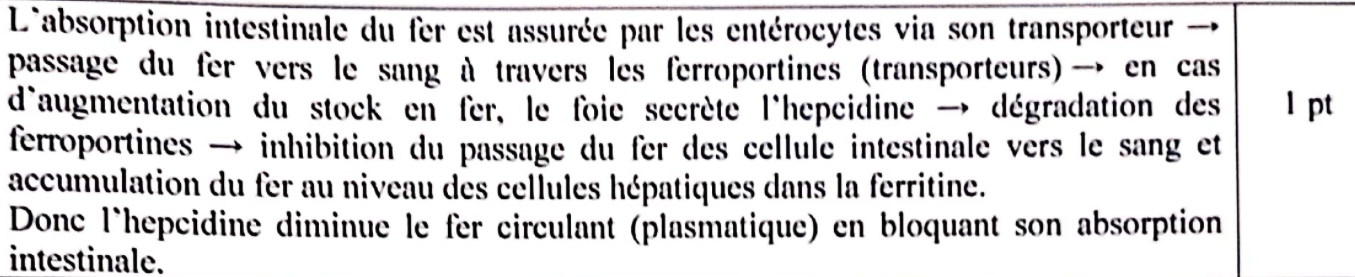 L'absorption intestinale du fer est assurée par les entérocytes via son transporteur →
passage du fer vers le sang à travers les ferroportines (transporteurs) → en cas
d'augmentation du stock en fer, le foie secrète l'hepcidine → dégradation des
ferroportines → inhibition du passage du fer des cellule intestinale vers le sang et
accumulation du fer au niveau des cellules hépatiques dans la ferritine.
Donc l'hepcidine diminue le fer circulant (plasmatique) en bloquant son absorption
intestinale.
1 pt